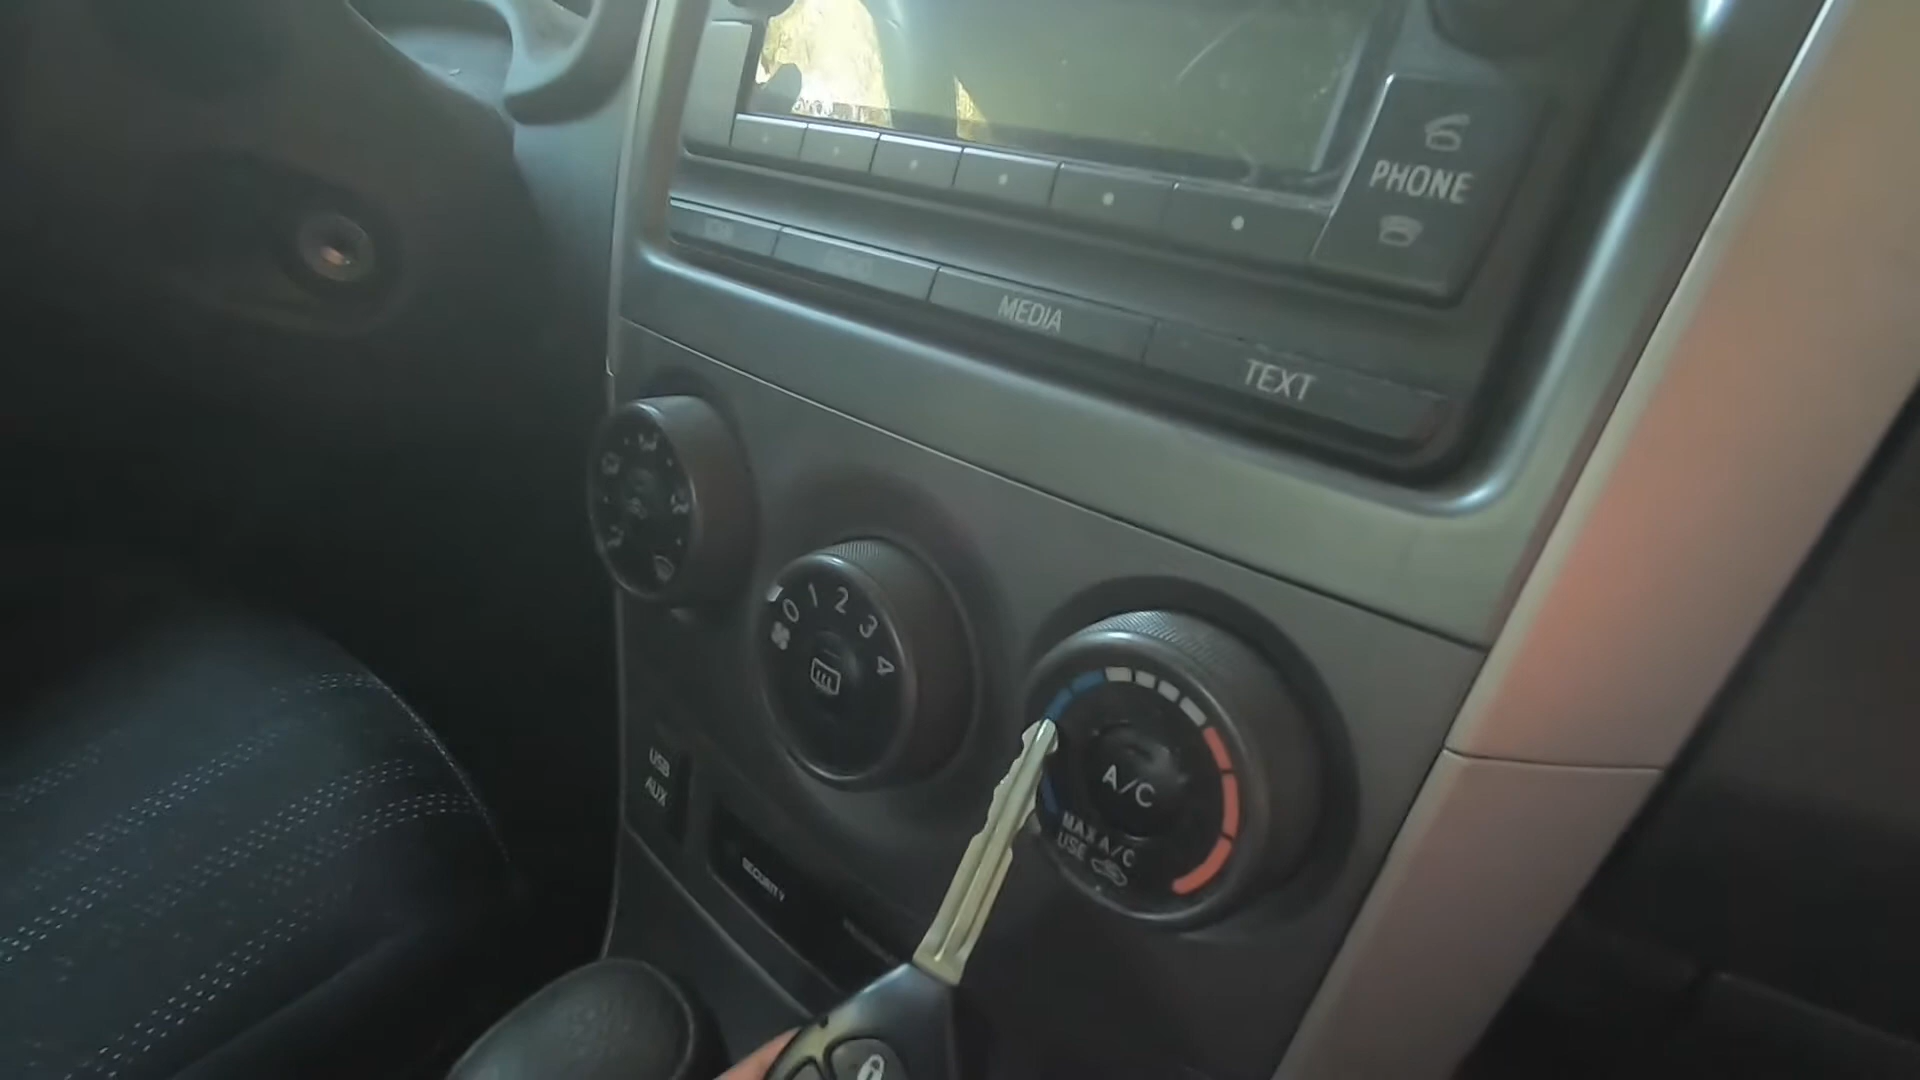 PHONE
MEDIA
TEXT
0 1 2 3 4
A/C
MAX A/C
USE
USB
AUX
SECURITY